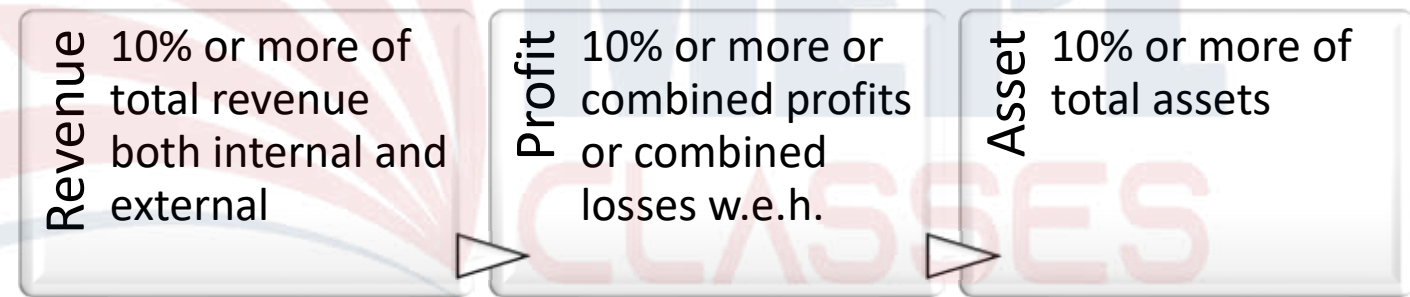 Revenue
10% or more of
total revenue
both internal and
external
Profit
10% or more or
combined profits
or combined
losses w.e.h.
Asset
10% or more of
total assets
CLASSES